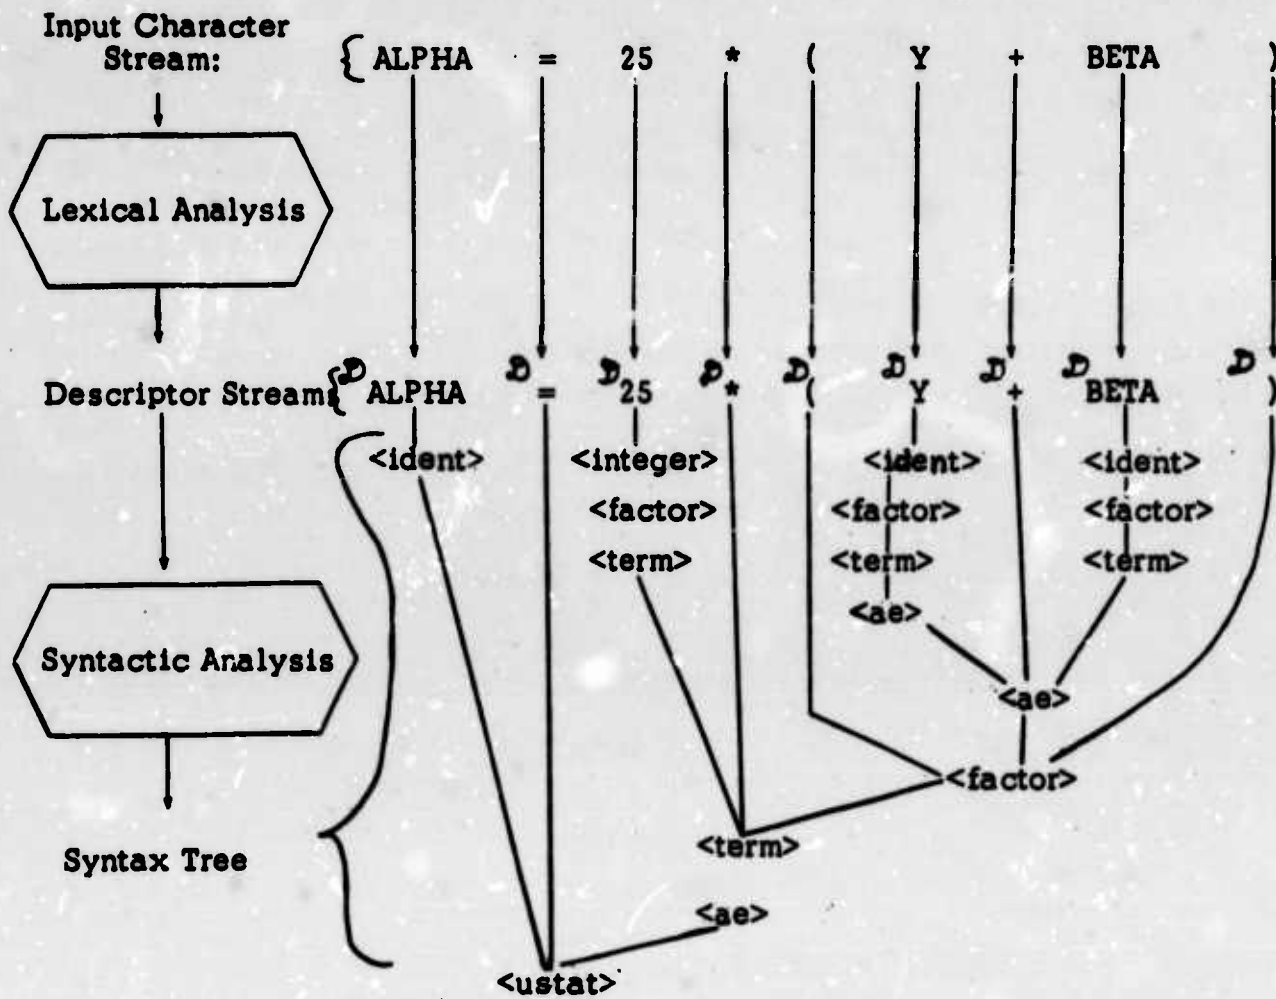 Input Character
Stream:
{ ALPHA = 25 * ( Y + BETA )
Lexical Analysis
𝒟 𝒟 𝒟 𝒟 𝒟 𝒟 𝒟 𝒟 𝒟
Descriptor Stream { ALPHA = 25 * ( Y + BETA )
<ident> <integer> <ident> <ident>
<factor> <factor> <factor>
<term> <term> <term>
<ae>
Syntactic Analysis
<ae>
<factor>
<term>
Syntax Tree
<ae>
<ustat>